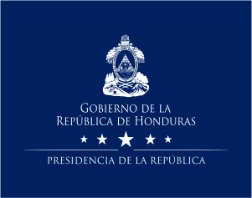 GOBIERNO DE LA
REPÚBLICA DE HONDURAS
PRESIDENCIA DE LA REPÚBLICA